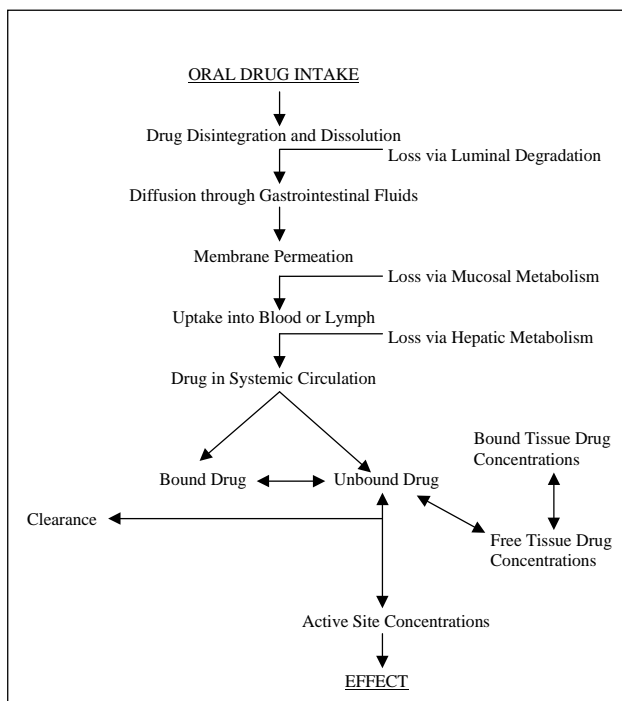 ORAL DRUG INTAKE
Drug Disintegration and Dissolution
Loss via Luminal Degradation
Diffusion through Gastrointestinal Fluids
Membrane Permeation
Loss via Mucosal Metabolism
Uptake into Blood or Lymph
Loss via Hepatic Metabolism
Drug in Systemic Circulation
Bound Tissue Drug
Concentrations
Bound Drug
Unbound Drug
Clearance
Free Tissue Drug
Concentrations
Active Site Concentrations
EFFECT